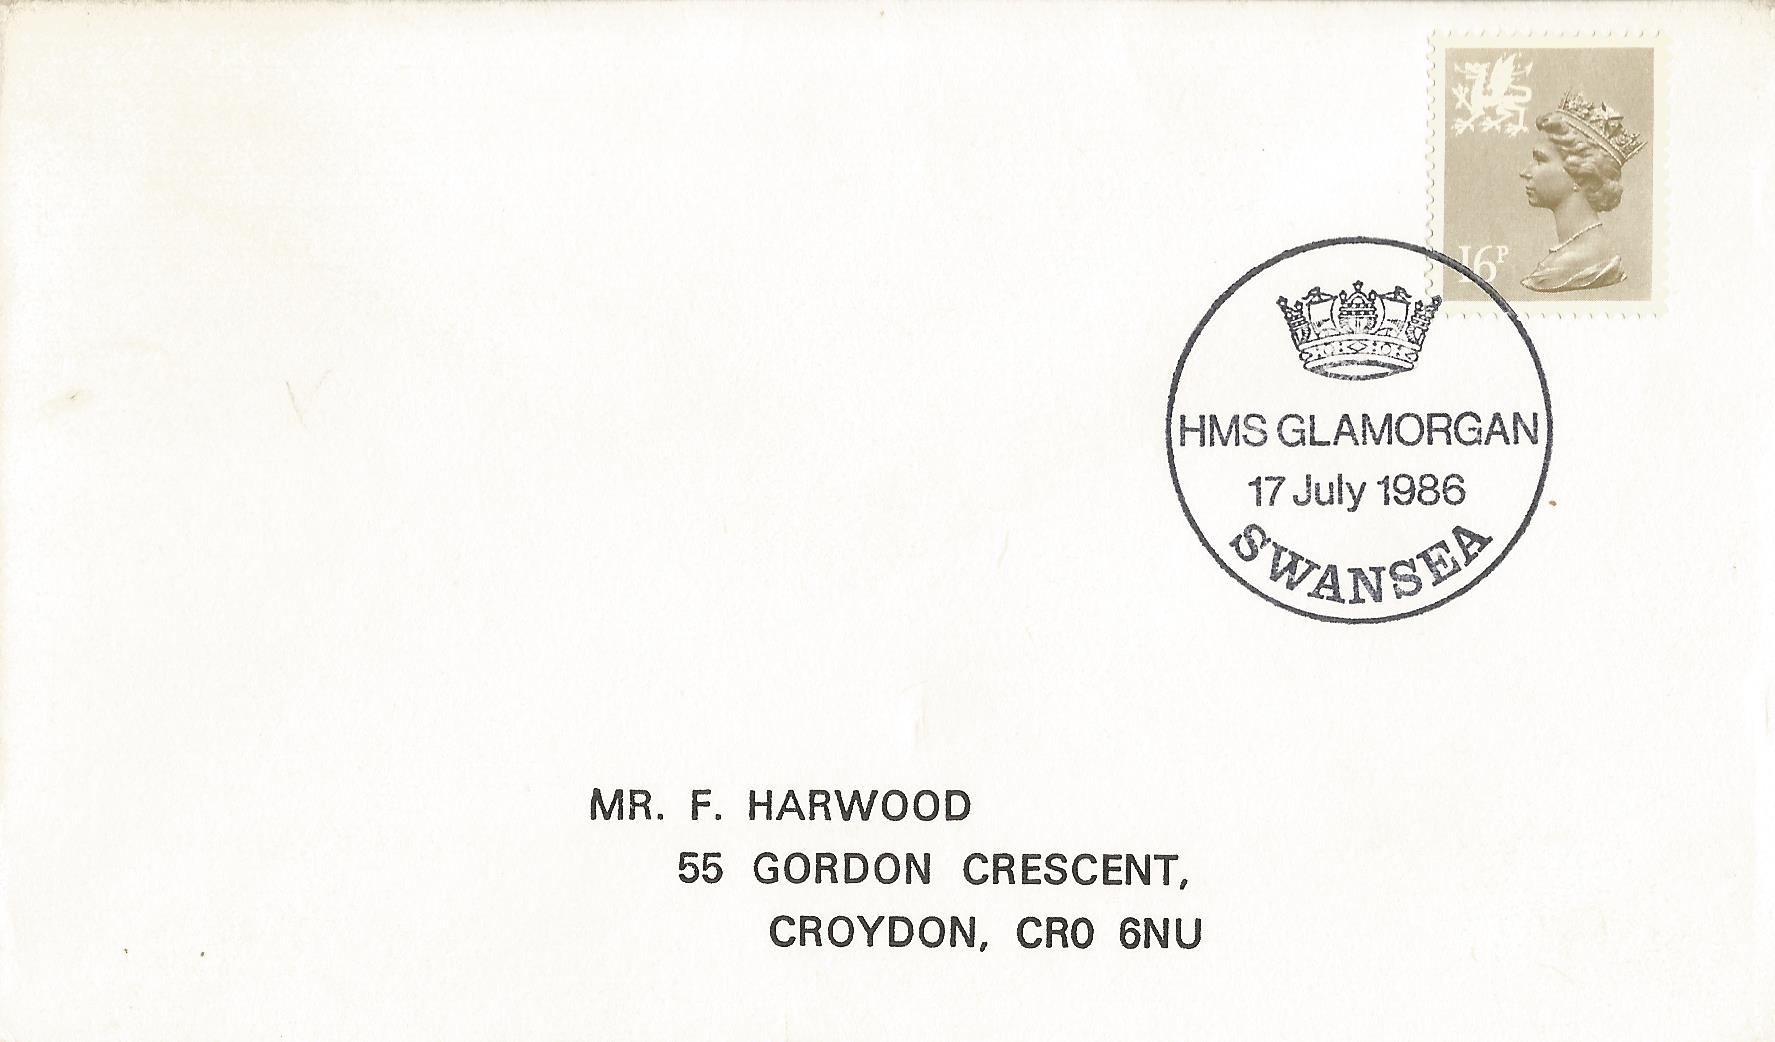 16P
HMS GLAMORGAN
17 July 1986
SWANSEA
MR. F. HARWOOD
55 GORDON CRESCENT,
CROYDON, CR0 6NU